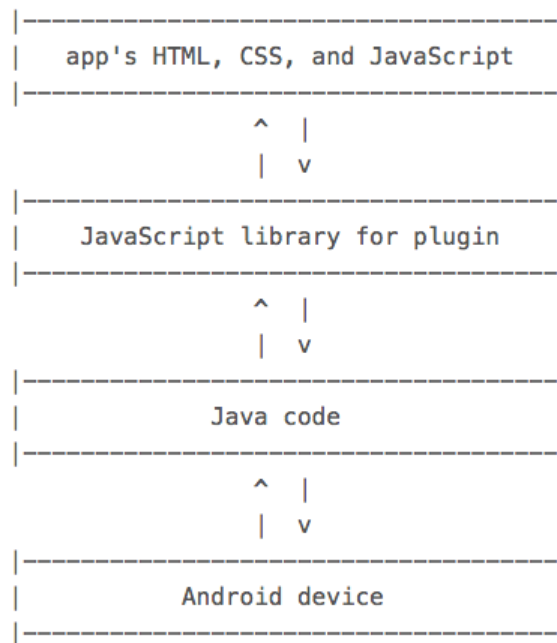 |–––––––––––––––––––––––––––––––––––––
|   app's HTML, CSS, and JavaScript
|–––––––––––––––––––––––––––––––––––––
                 ^  |
                 |  v
|–––––––––––––––––––––––––––––––––––––
|    JavaScript library for plugin
|–––––––––––––––––––––––––––––––––––––
                 ^  |
                 |  v
|–––––––––––––––––––––––––––––––––––––
|             Java code
|–––––––––––––––––––––––––––––––––––––
                 ^  |
                 |  v
|–––––––––––––––––––––––––––––––––––––
|           Android device
|–––––––––––––––––––––––––––––––––––––